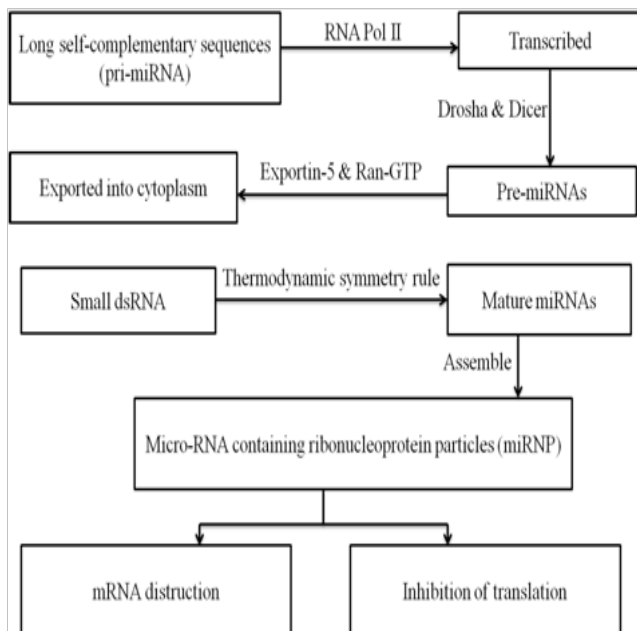 Long self-complementary sequences
(pri-miRNA)
RNA Pol II
Transcribed
Drosha & Dicer
Exported into cytoplasm
Exportin-5 & Ran-GTP
Pre-miRNAs
Small dsRNA
Thermodynamic symmetry rule
Mature miRNAs
Assemble
Micro-RNA containing ribonucleoprotein particles (miRNP)
mRNA distruction
Inhibition of translation